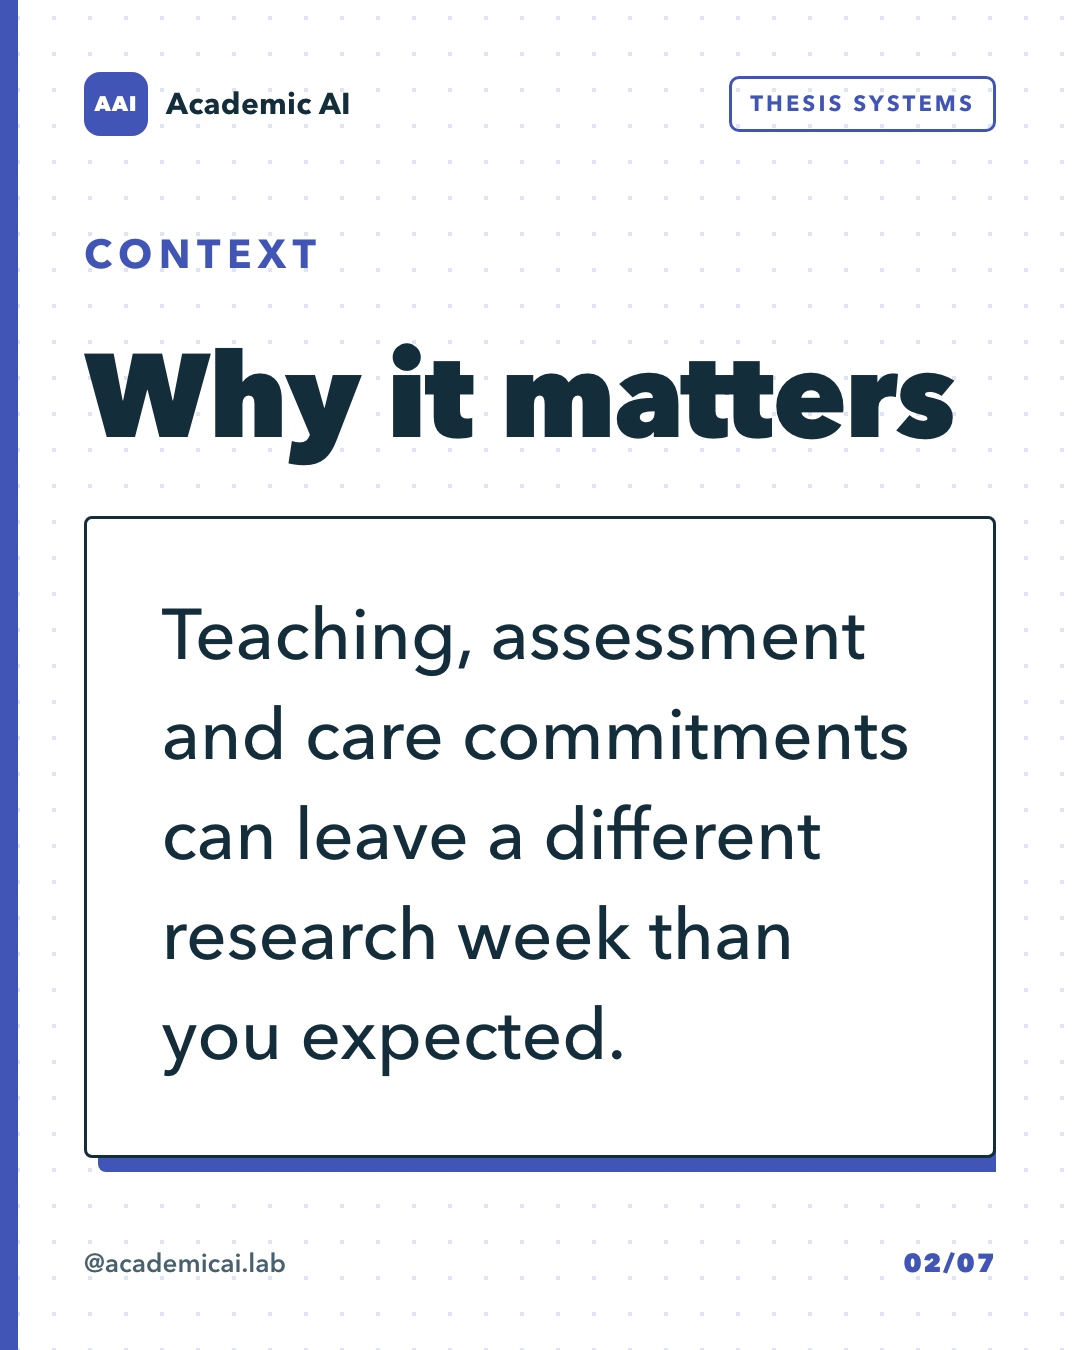 AAI
Academic AI
THESIS SYSTEMS
CONTEXT
Why it matters
Teaching, assessment
and care commitments
can leave a different
research week than
you expected.
@academicai.lab
02/07